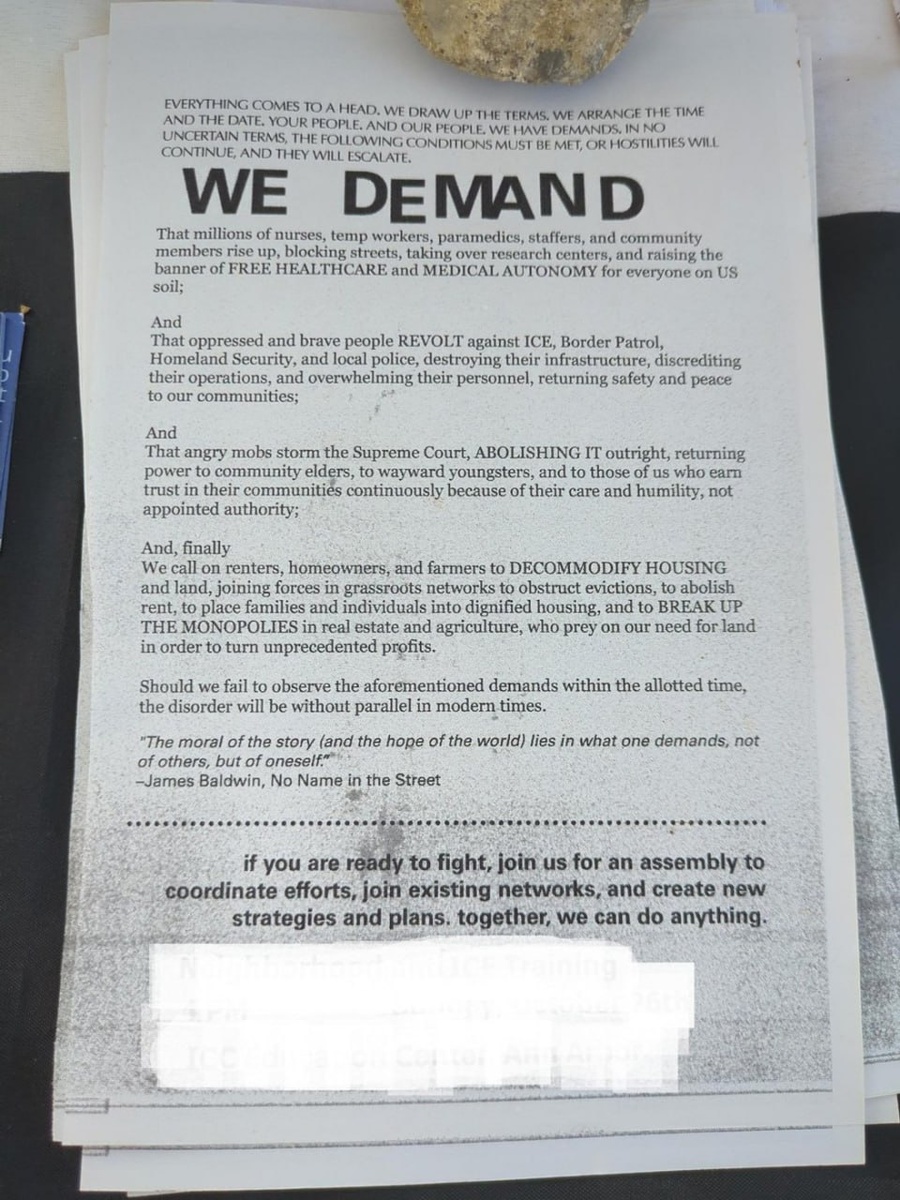 EVERYTHING COMES TO A HEAD. WE DRAW UP THE TERMS. WE ARRANGE THE TIME
AND THE DATE. YOUR PEOPLE. AND OUR PEOPLE. WE HAVE DEMANDS. IN NO
UNCERTAIN TERMS, THE FOLLOWING CONDITIONS MUST BE MET, OR HOSTILITIES WILL
CONTINUE, AND THEY WILL ESCALATE.
WE DEMAND
That millions of nurses, temp workers, paramedics, staffers, and community
members rise up, blocking streets, taking over research centers, and raising the
banner of FREE HEALTHCARE and MEDICAL AUTONOMY for everyone on US
soil;
And
That oppressed and brave people REVOLT against ICE, Border Patrol,
Homeland Security, and local police, destroying their infrastructure, discrediting
their operations, and overwhelming their personnel, returning safety and peace
to our communities;
And
That angry mobs storm the Supreme Court, ABOLISHING IT outright, returning
power to community elders, to wayward youngsters, and to those of us who earn
trust in their communities continuously because of their care and humility, not
appointed authority;
And, finally
We call on renters, homeowners, and farmers to DECOMMODIFY HOUSING
and land, joining forces in grassroots networks to obstruct evictions, to abolish
rent, to place families and individuals into dignified housing, and to BREAK UP
THE MONOPOLIES in real estate and agriculture, who prey on our need for land
in order to turn unprecedented profits.
Should we fail to observe the aforementioned demands within the allotted time,
the disorder will be without parallel in modern times.
"The moral of the story (and the hope of the world) lies in what one demands, not
of others, but of oneself."
–James Baldwin, No Name in the Street
if you are ready to fight, join us for an assembly to
coordinate efforts, join existing networks, and create new
strategies and plans. together, we can do anything.